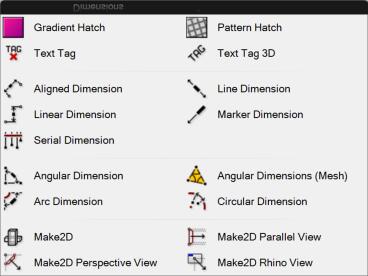 Dimensions
Gradient Hatch
Pattern Hatch
TAG
Text Tag
TAG
Text Tag 3D
Aligned Dimension
Line Dimension
Linear Dimension
Marker Dimension
Serial Dimension
Angular Dimension
Angular Dimensions (Mesh)
Arc Dimension
Circular Dimension
Make2D
Make2D Parallel View
Make2D Perspective View
Make2D Rhino View